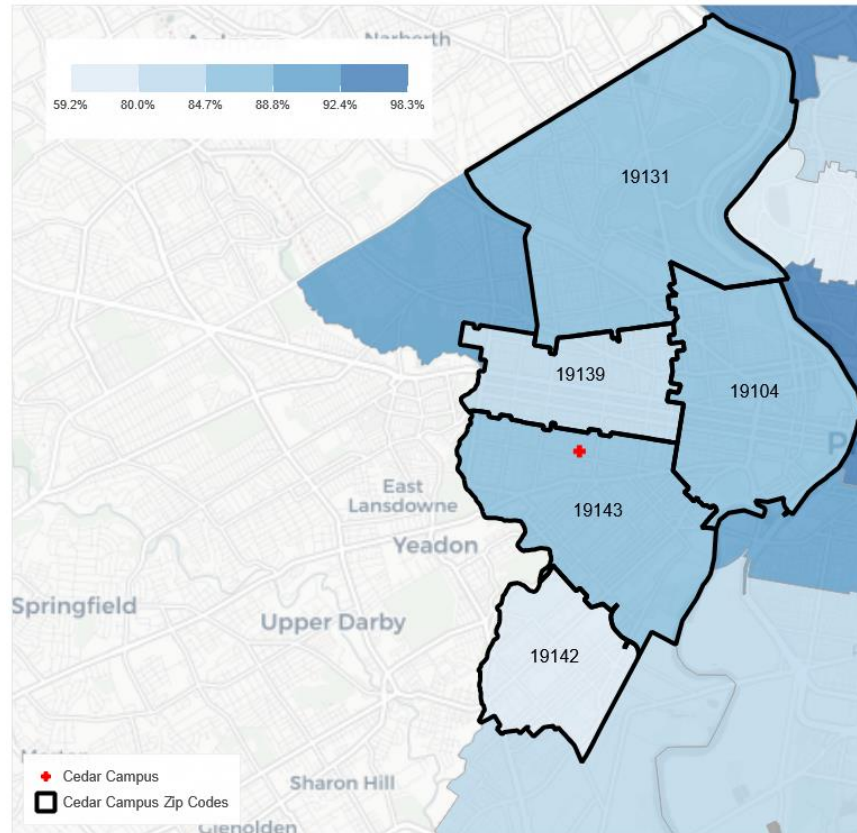 Narberth
59.2% 80.0% 84.7% 88.8% 92.4% 98.3%
19131
19139
19104
East
Lansdowne
19143
Yeadon
Springfield
Upper Darby
19142
Cedar Campus
Sharon Hill
Cedar Campus Zip Codes
Glenolden